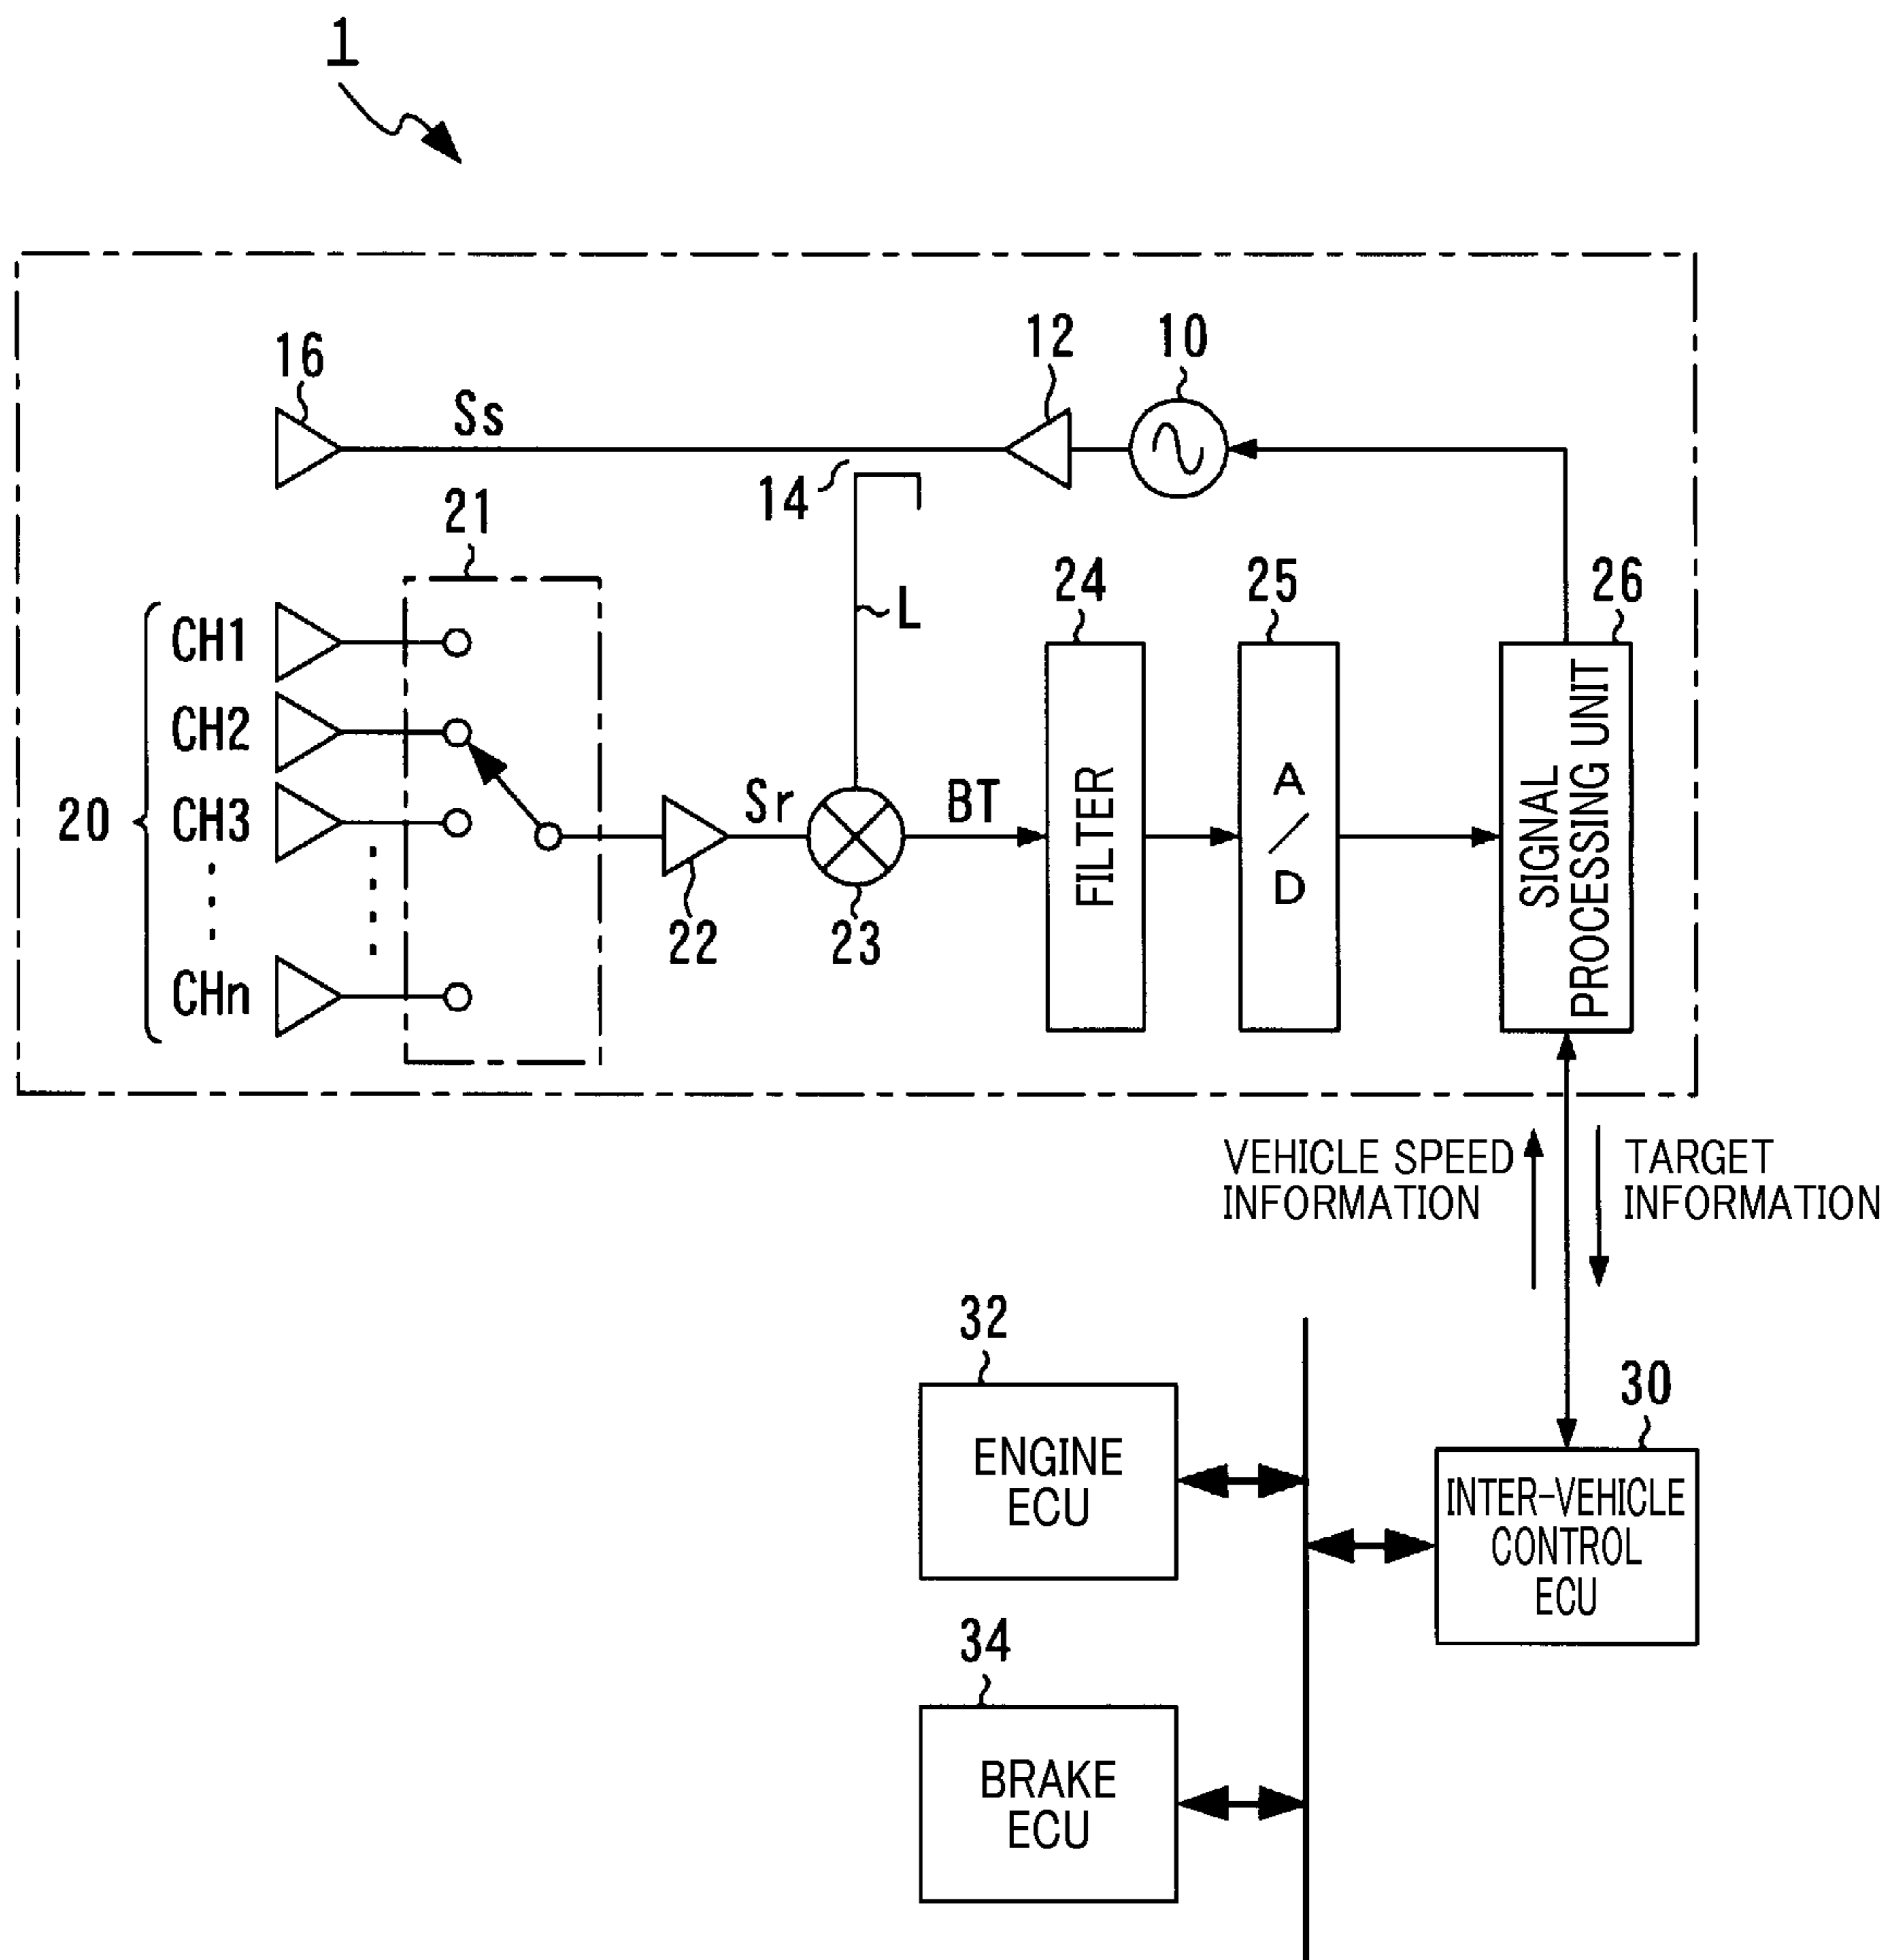 1
16
Ss
12
10
14
21
L
24
25
26
20
CH1
CH2
CH3
CHn
Sr
22
23
BT
FILTER
A/D
SIGNAL
PROCESSING UNIT
VEHICLE SPEED
INFORMATION
TARGET
INFORMATION
32
ENGINE
ECU
30
INTER-VEHICLE
CONTROL
ECU
34
BRAKE
ECU